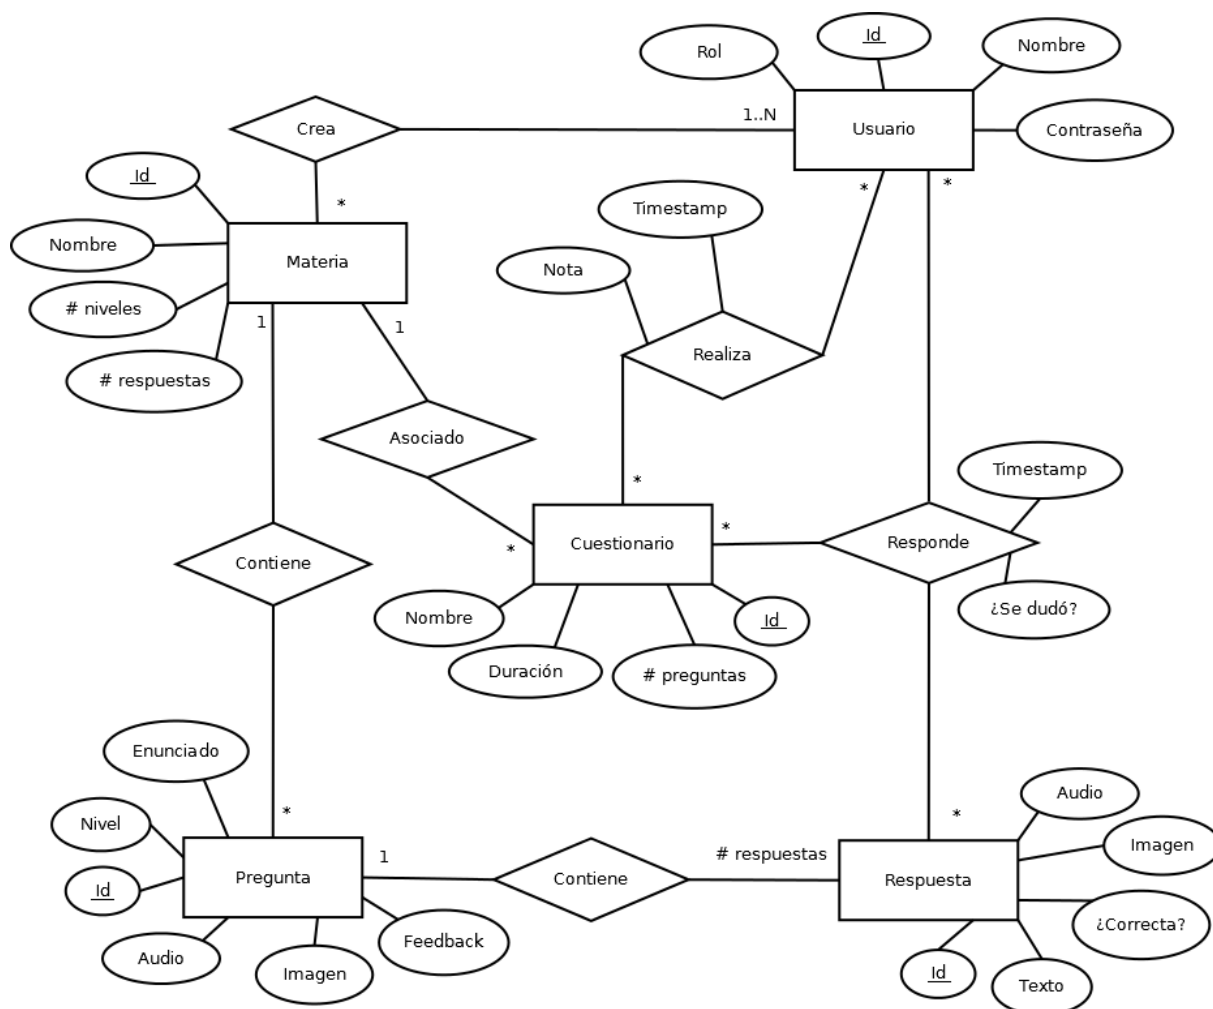 Id
Rol
Nombre
Crea
1..N
Usuario
Contraseña
Id
*
*
*
Timestamp
Nombre
Materia
Nota
# niveles
1
1
Realiza
# respuestas
Asociado
*
Timestamp
*
*
Contiene
Cuestionario
Responde
Nombre
Id
¿Se dudó?
Duración
# preguntas
Enunciado
Audio
*
*
Nivel
Imagen
1
# respuestas
Pregunta
Contiene
Respuesta
Id
¿Correcta?
Feedback
Audio
Imagen
Id
Texto